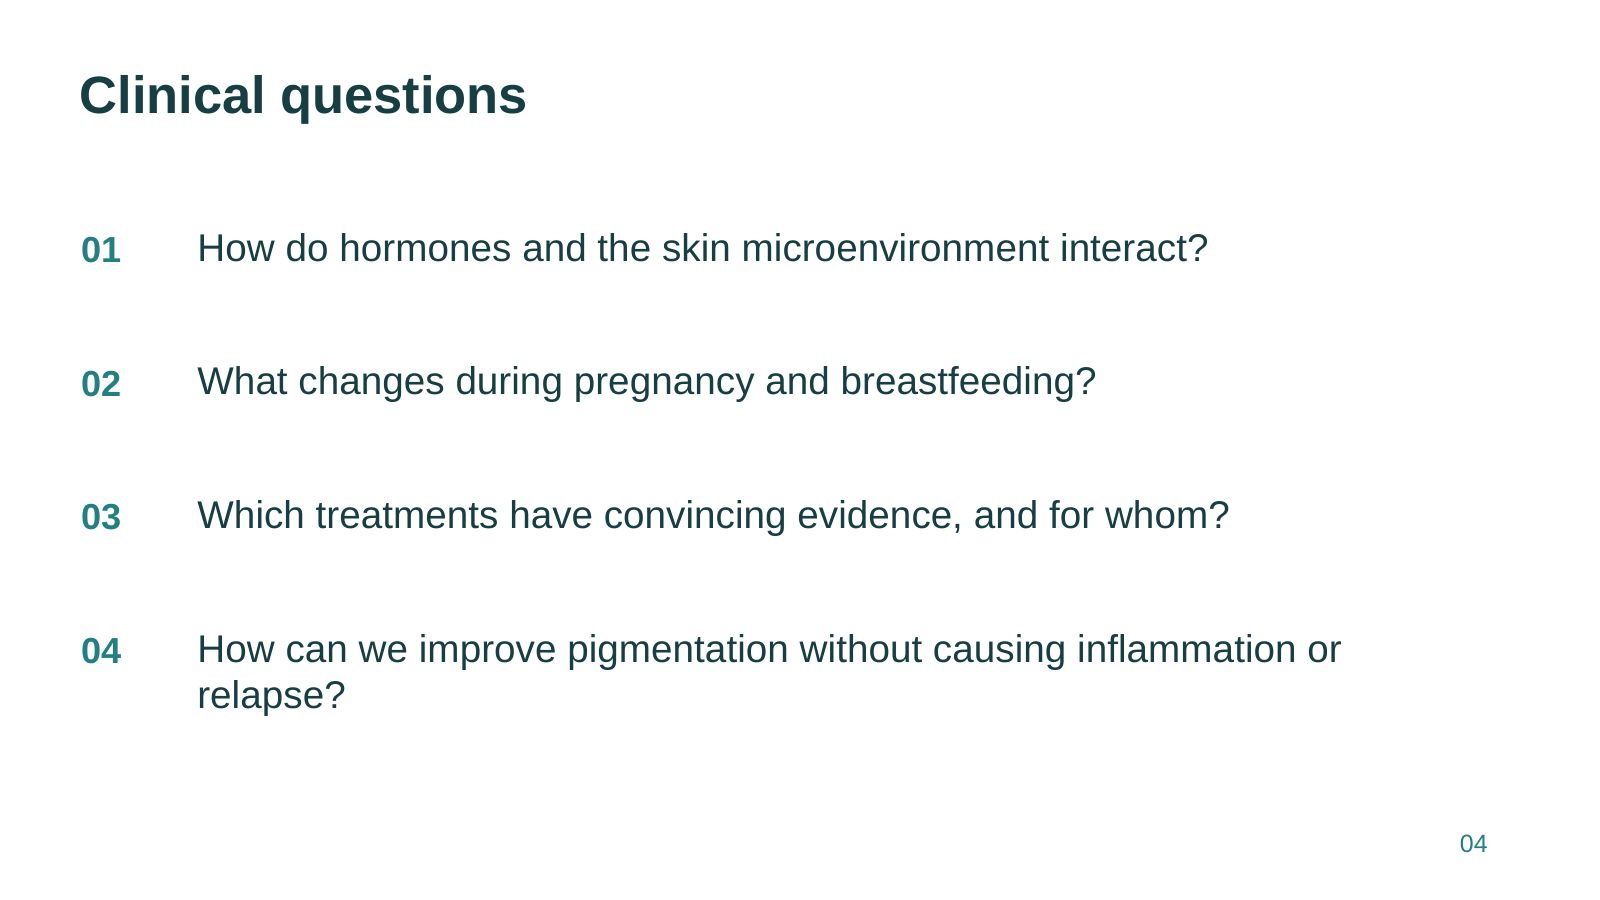 Clinical questions
01 How do hormones and the skin microenvironment interact?
02 What changes during pregnancy and breastfeeding?
03 Which treatments have convincing evidence, and for whom?
04 How can we improve pigmentation without causing inflammation or
relapse?
04